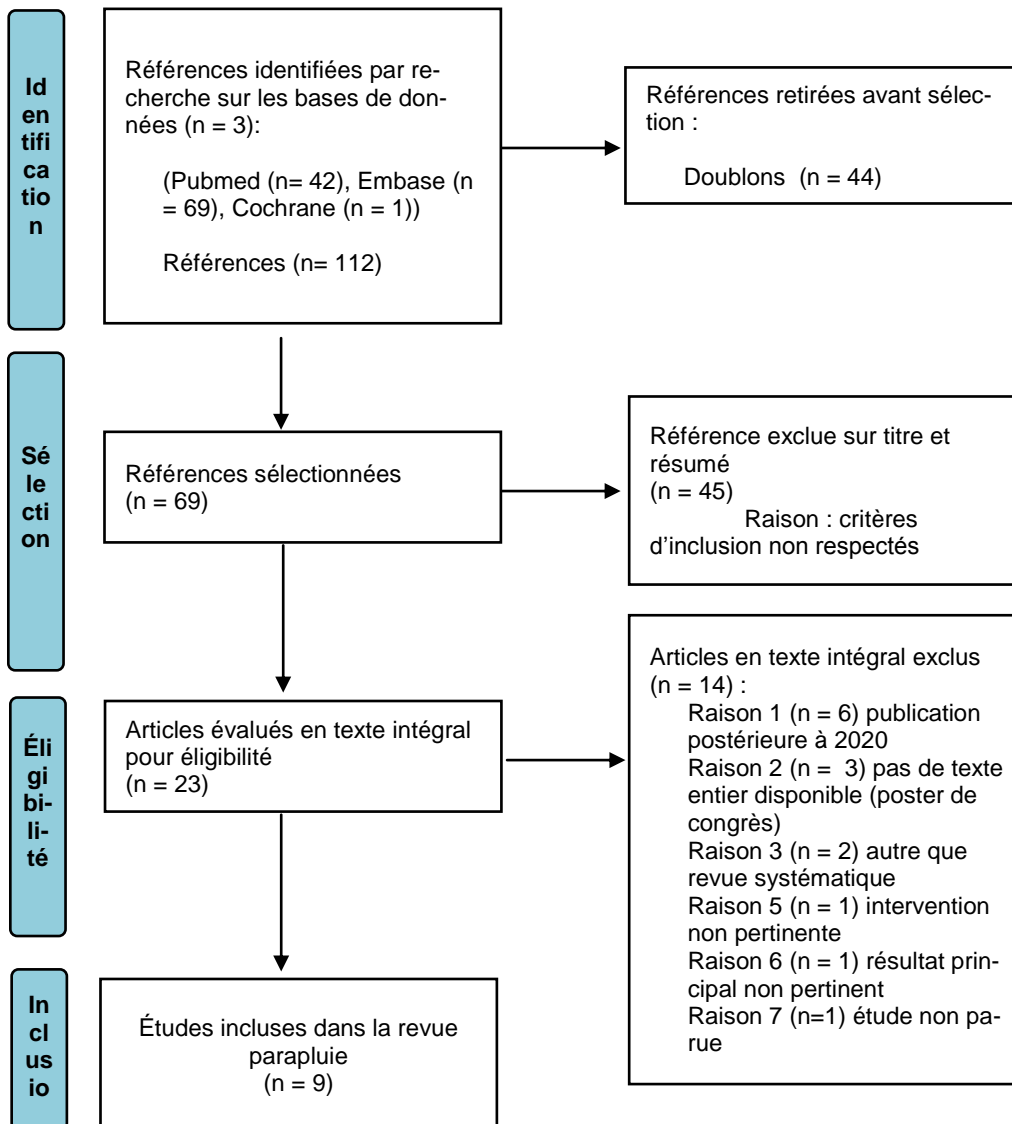 Id
en
tifi
ca
tio
n
Références identifiées par re-
cherche sur les bases de don-
nées (n = 3):
(Pubmed (n= 42), Embase (n
= 69), Cochrane (n = 1))
Références (n= 112)
Références retirées avant sélec-
tion :
Doublons (n = 44)
Sé
le
cti
on
Références sélectionnées
(n = 69)
Référence exclue sur titre et
résumé
(n = 45)
Raison : critères
d’inclusion non respectés
Éli
gi
bi-
li-
té
Articles évalués en texte intégral
pour éligibilité
(n = 23)
Articles en texte intégral exclus
(n = 14) :
Raison 1 (n = 6) publication
postérieure à 2020
Raison 2 (n = 3) pas de texte
entier disponible (poster de
congrès)
Raison 3 (n = 2) autre que
revue systématique
Raison 5 (n = 1) intervention
non pertinente
Raison 6 (n = 1) résultat prin-
cipal non pertinent
Raison 7 (n=1) étude non pa-
rue
In
cl
us
io
Études incluses dans la revue
parapluie
(n = 9)